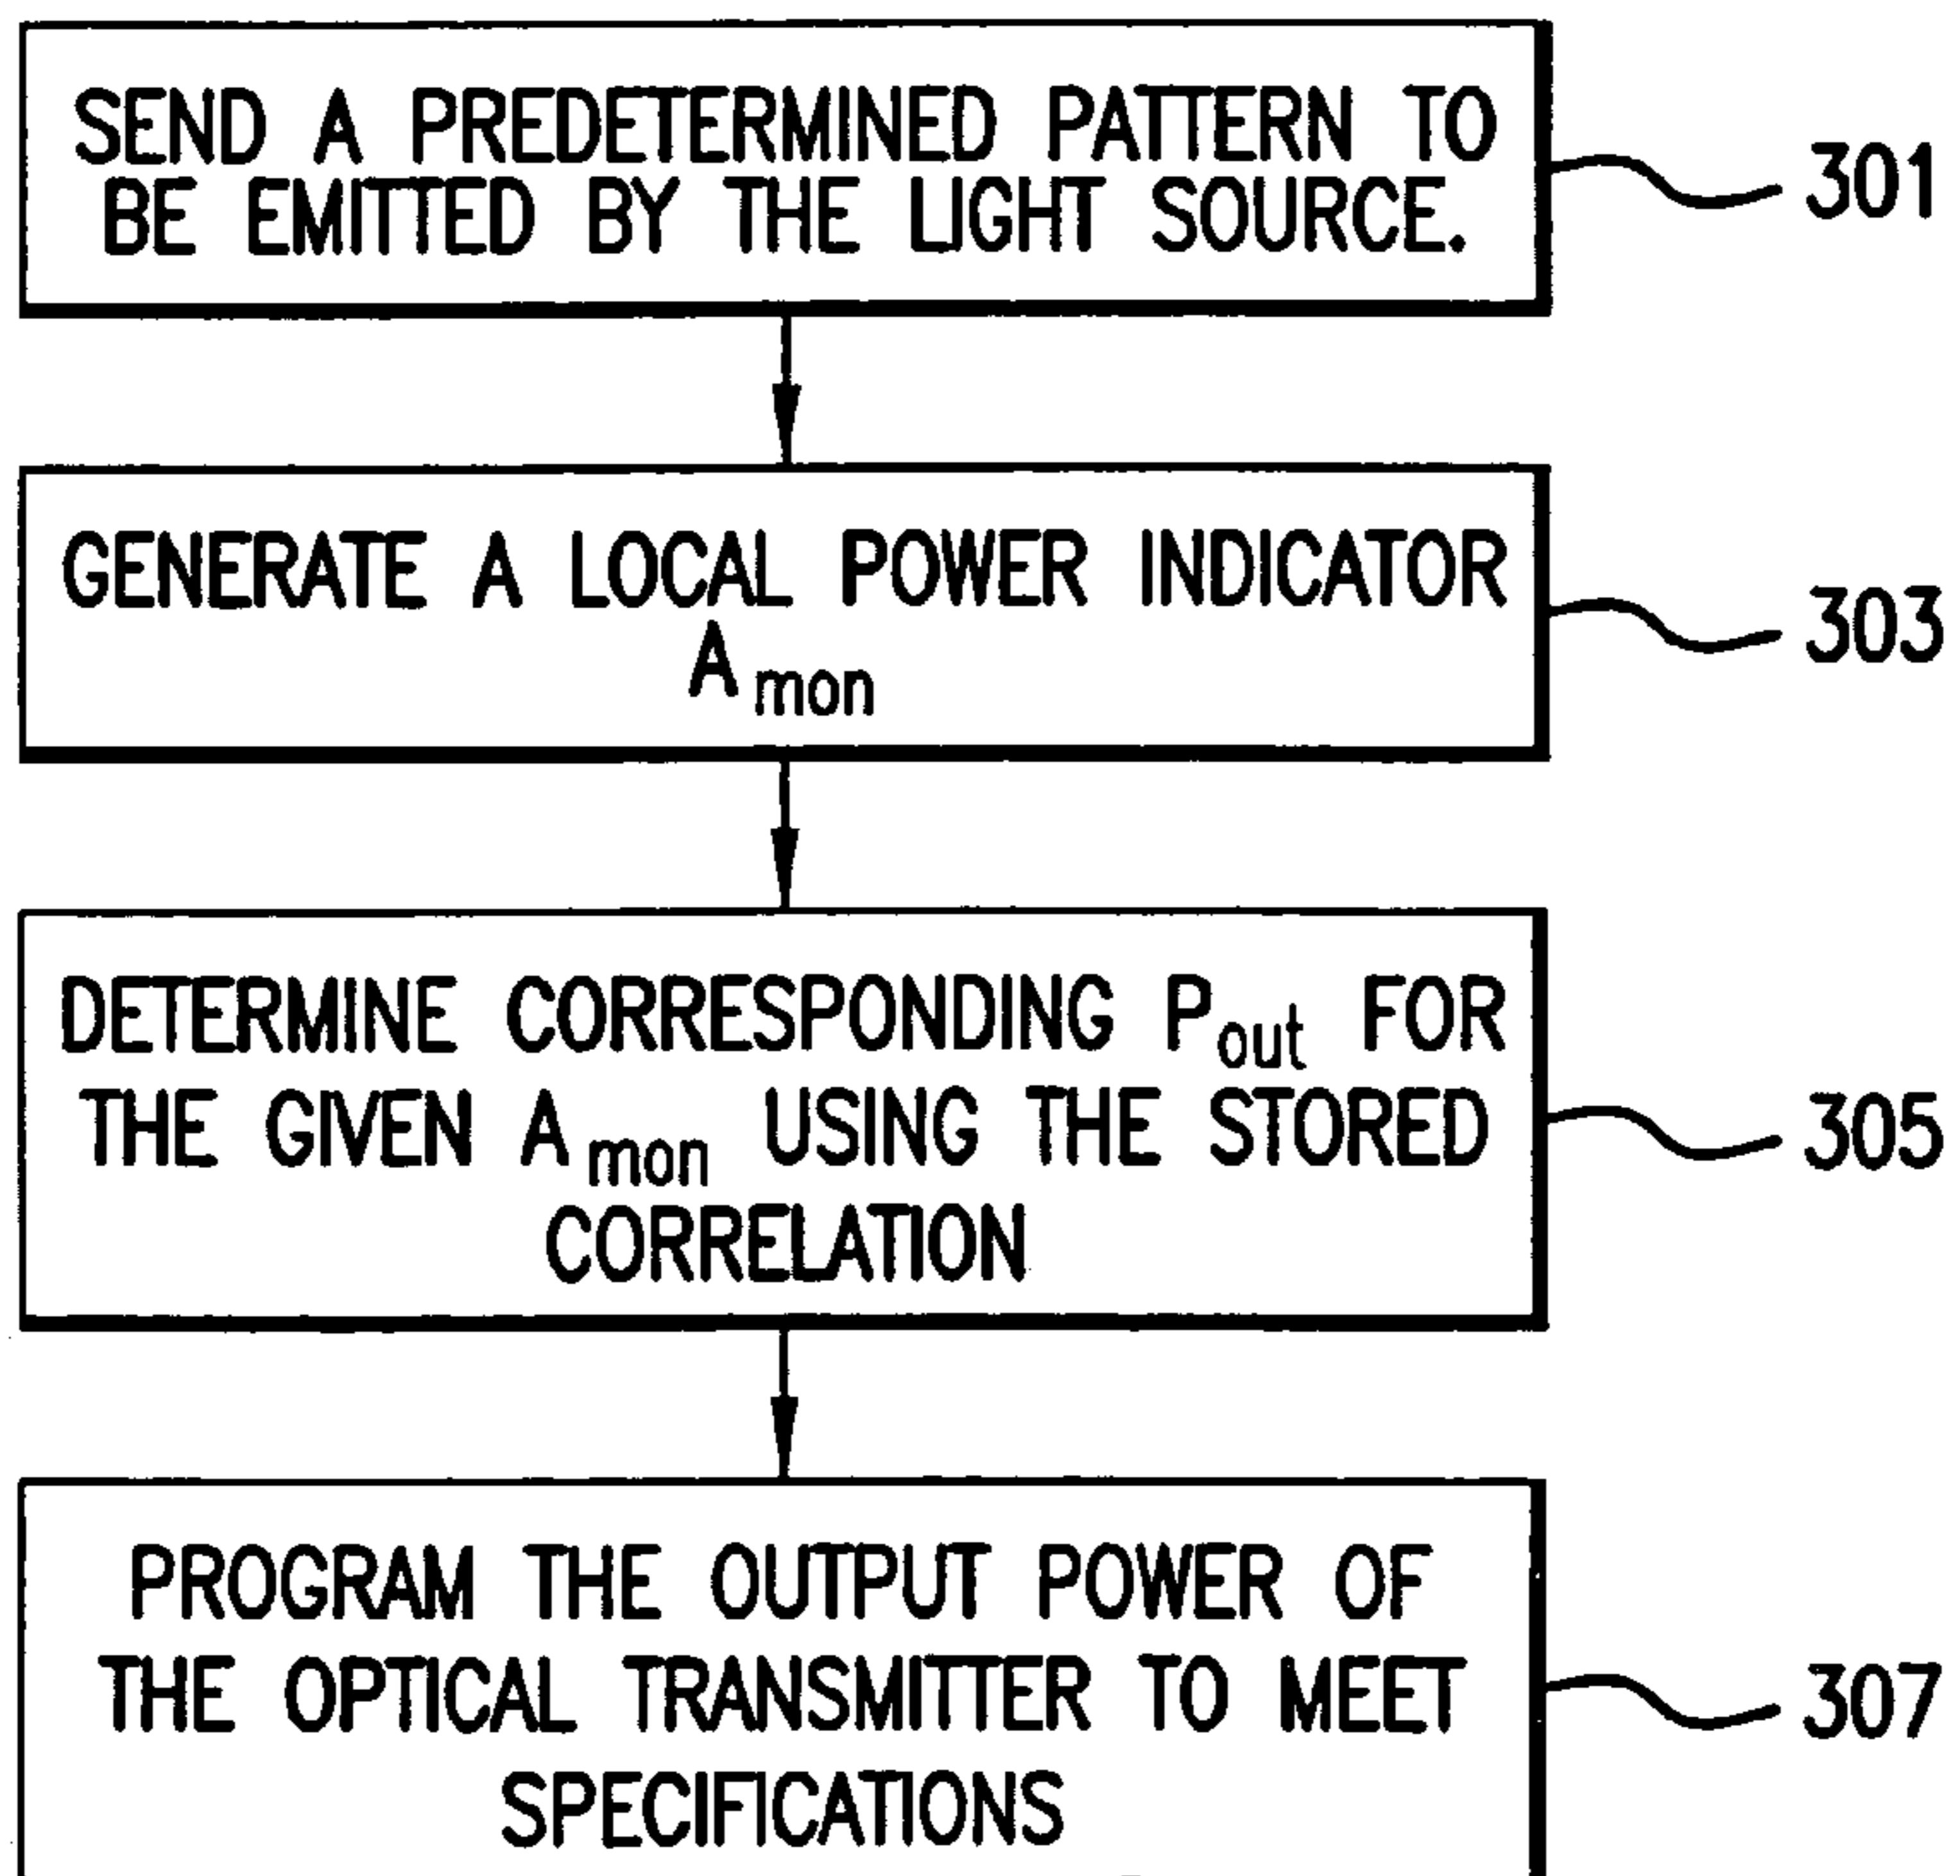 SEND A PREDETERMINED PATTERN TO
BE EMITTED BY THE LIGHT SOURCE.
301
GENERATE A LOCAL POWER INDICATOR
A mon
303
DETERMINE CORRESPONDING Pout FOR
THE GIVEN A mon USING THE STORED
CORRELATION
305
PROGRAM THE OUTPUT POWER OF
THE OPTICAL TRANSMITTER TO MEET
SPECIFICATIONS
307